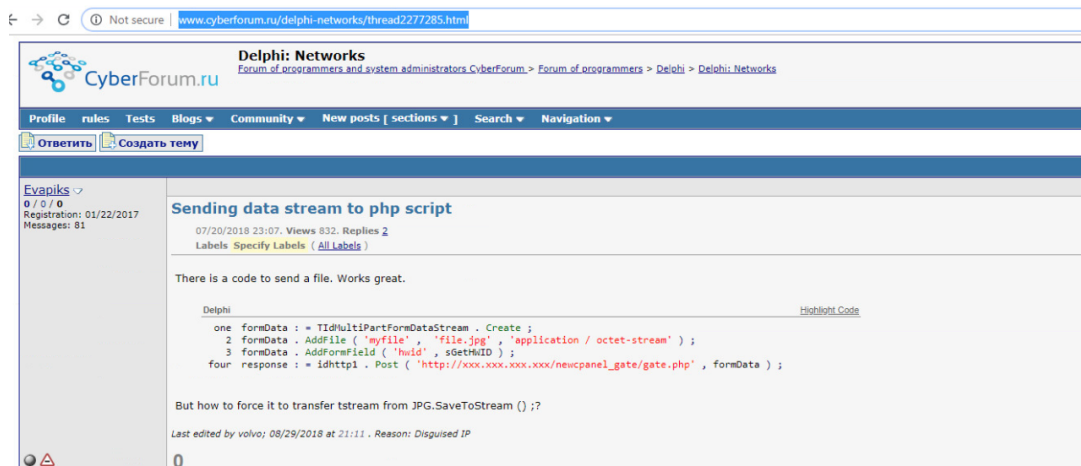 Not secure | www.cyberforum.ru/delphi-networks/thread2277285.html
CyberForum.ru
Delphi: Networks
Forum of programmers and system administrators CyberForum > Forum of programmers > Delphi > Delphi: Networks
Profile rules Tests Blogs Community New posts [ sections ] Search Navigation
Ответить Создать тему
Evapiks
0 / 0 / 0
Registration: 01/22/2017
Messages: 81
Sending data stream to php script
07/20/2018 23:07. Views 832. Replies 2
Labels Specify Labels ( All Labels )
There is a code to send a file. Works great.
Delphi Highlight Code
one formData : = TIdMultiPartFormDataStream . Create ;
2 formData . AddFile ( 'myfile' , 'file.jpg' , 'application / octet-stream' ) ;
3 formData . AddFormField ( 'hwid' , sGetHWID ) ;
four response : = idhttp1 . Post ( 'http://xxx.xxx.xxx.xxx/newcpanel_gate/gate.php' , formData ) ;
But how to force it to transfer tstream from JPG.SaveToStream () ;?
Last edited by volvo; 08/29/2018 at 21:11 . Reason: Disguised IP
0